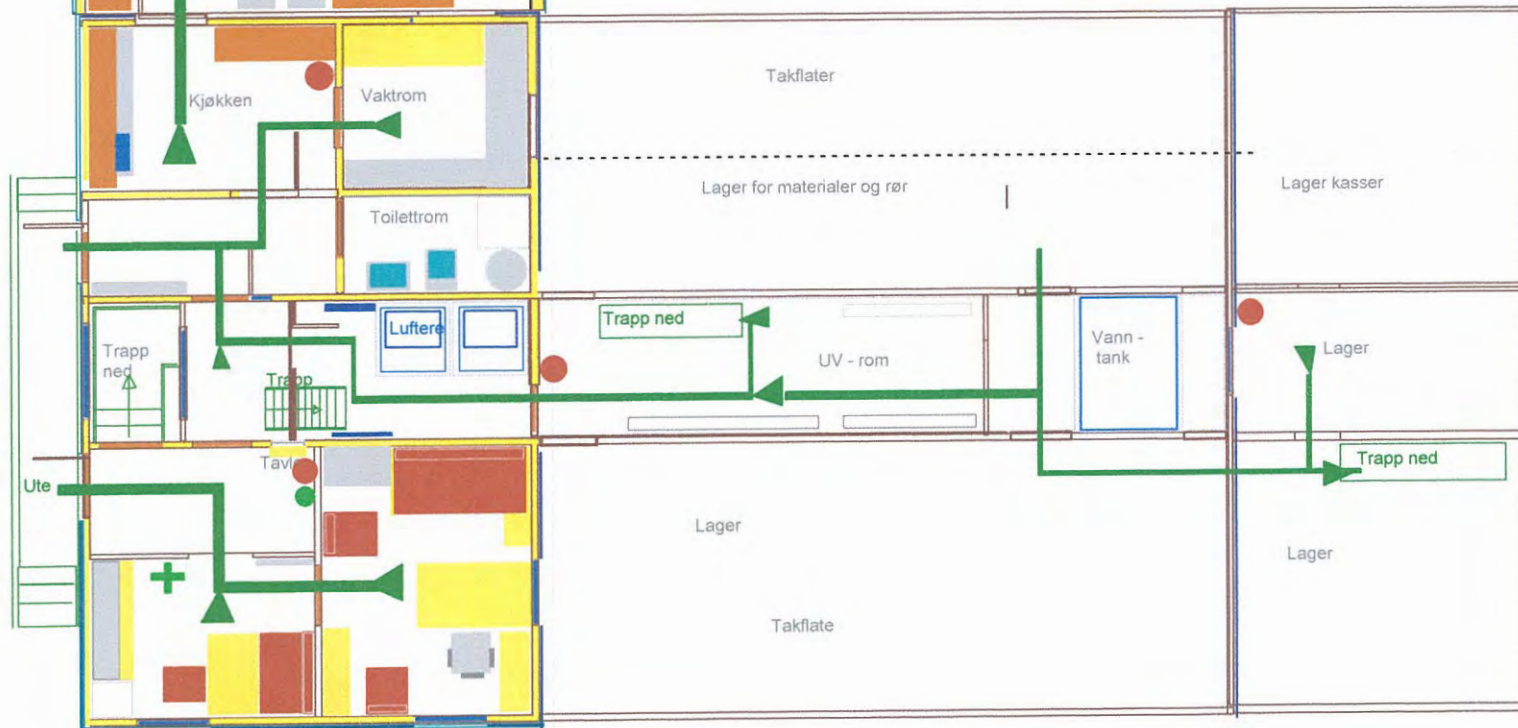 Takflater
Kjøkken
Vaktrom
Lager for materialer og rør
Lager kasser
Toilettrom
Trapp ned
Luftere
Vann -
tank
Trapp
ned
UV - rom
Lager
Trapp
Tavle
Trapp ned
Ute
Lager
Lager
Takflate